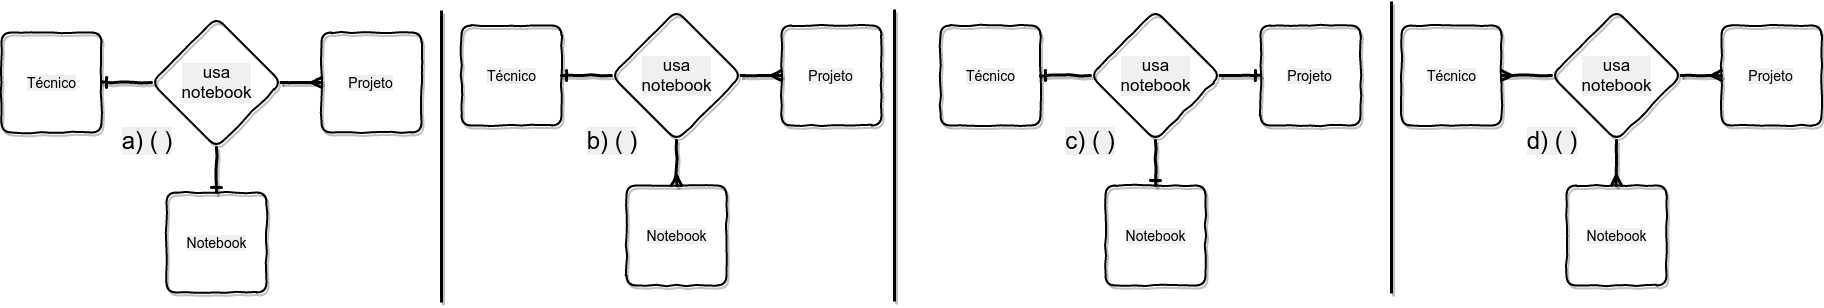 Técnico
usa
notebook
Projeto
a) ( )
Notebook
Técnico
usa
notebook
Projeto
b) ( )
Notebook
Técnico
usa
notebook
Projeto
c) ( )
Notebook
Técnico
usa
notebook
Projeto
d) ( )
Notebook